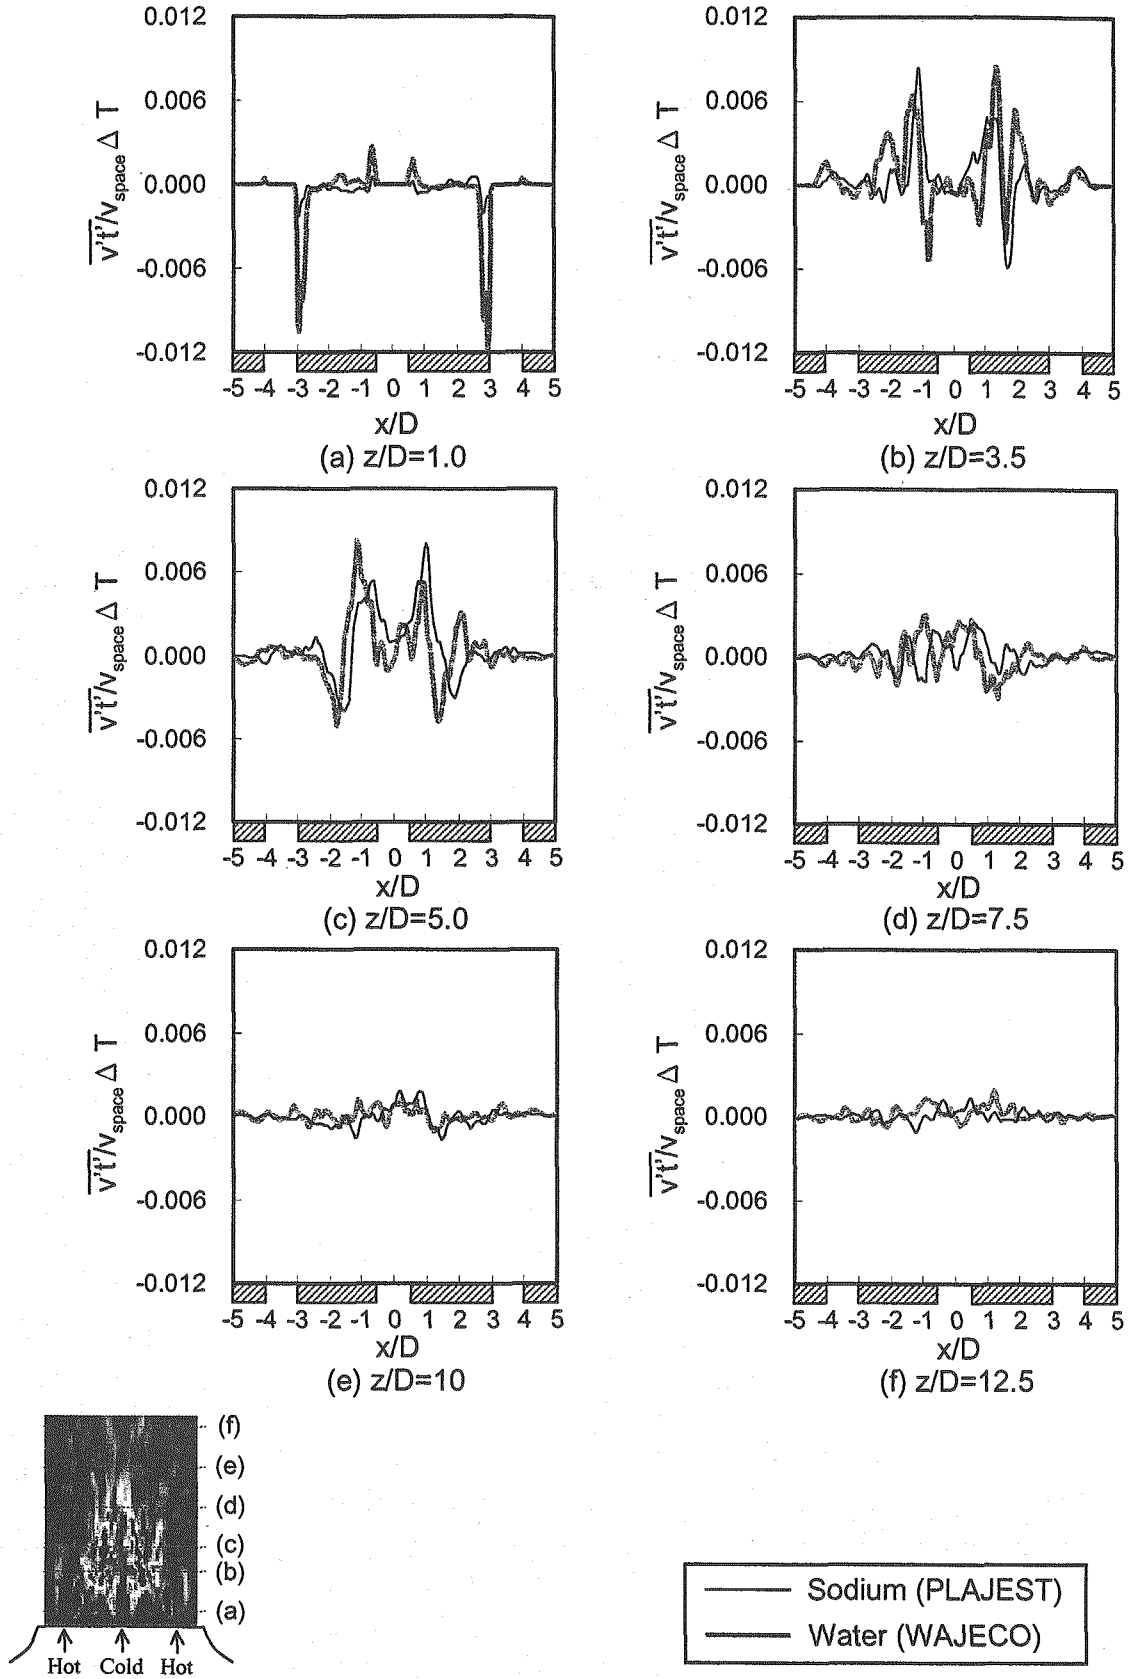 0.012 0.012
0.006 0.006
0.000 0.000
-0.006 -0.006
-0.012 -0.012
v't'/v_space Δ T v't'/v_space Δ T
-5 -4 -3 -2 -1 0 1 2 3 4 5 -5 -4 -3 -2 -1 0 1 2 3 4 5
x/D x/D
(a) z/D=1.0 (b) z/D=3.5
0.012 0.012
0.006 0.006
0.000 0.000
-0.006 -0.006
-0.012 -0.012
v't'/v_space Δ T v't'/v_space Δ T
-5 -4 -3 -2 -1 0 1 2 3 4 5 -5 -4 -3 -2 -1 0 1 2 3 4 5
x/D x/D
(c) z/D=5.0 (d) z/D=7.5
0.012 0.012
0.006 0.006
0.000 0.000
-0.006 -0.006
-0.012 -0.012
v't'/v_space Δ T v't'/v_space Δ T
-5 -4 -3 -2 -1 0 1 2 3 4 5 -5 -4 -3 -2 -1 0 1 2 3 4 5
x/D x/D
(e) z/D=10 (f) z/D=12.5
(f)
(e)
(d)
(c)
(b)
(a)
Hot Cold Hot
Sodium (PLAJEST)
Water (WAJECO)